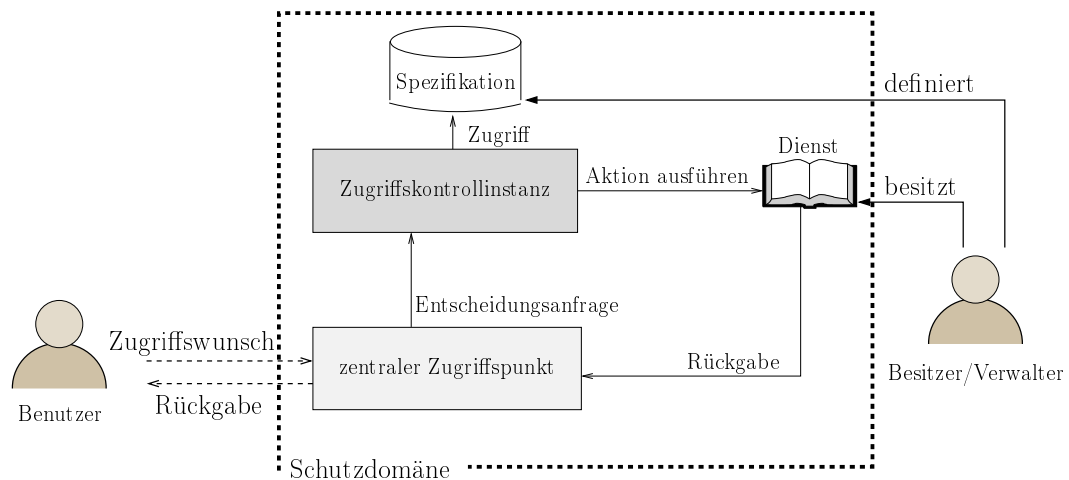 Spezifikation
definiert
Zugriff
Dienst
Zugriffskontrollinstanz
Aktion ausführen
besitzt
Entscheidungsanfrage
Zugriffswunsch
zentraler Zugriffspunkt
Rückgabe
Besitzer/Verwalter
Rückgabe
Benutzer
Schutzdomäne